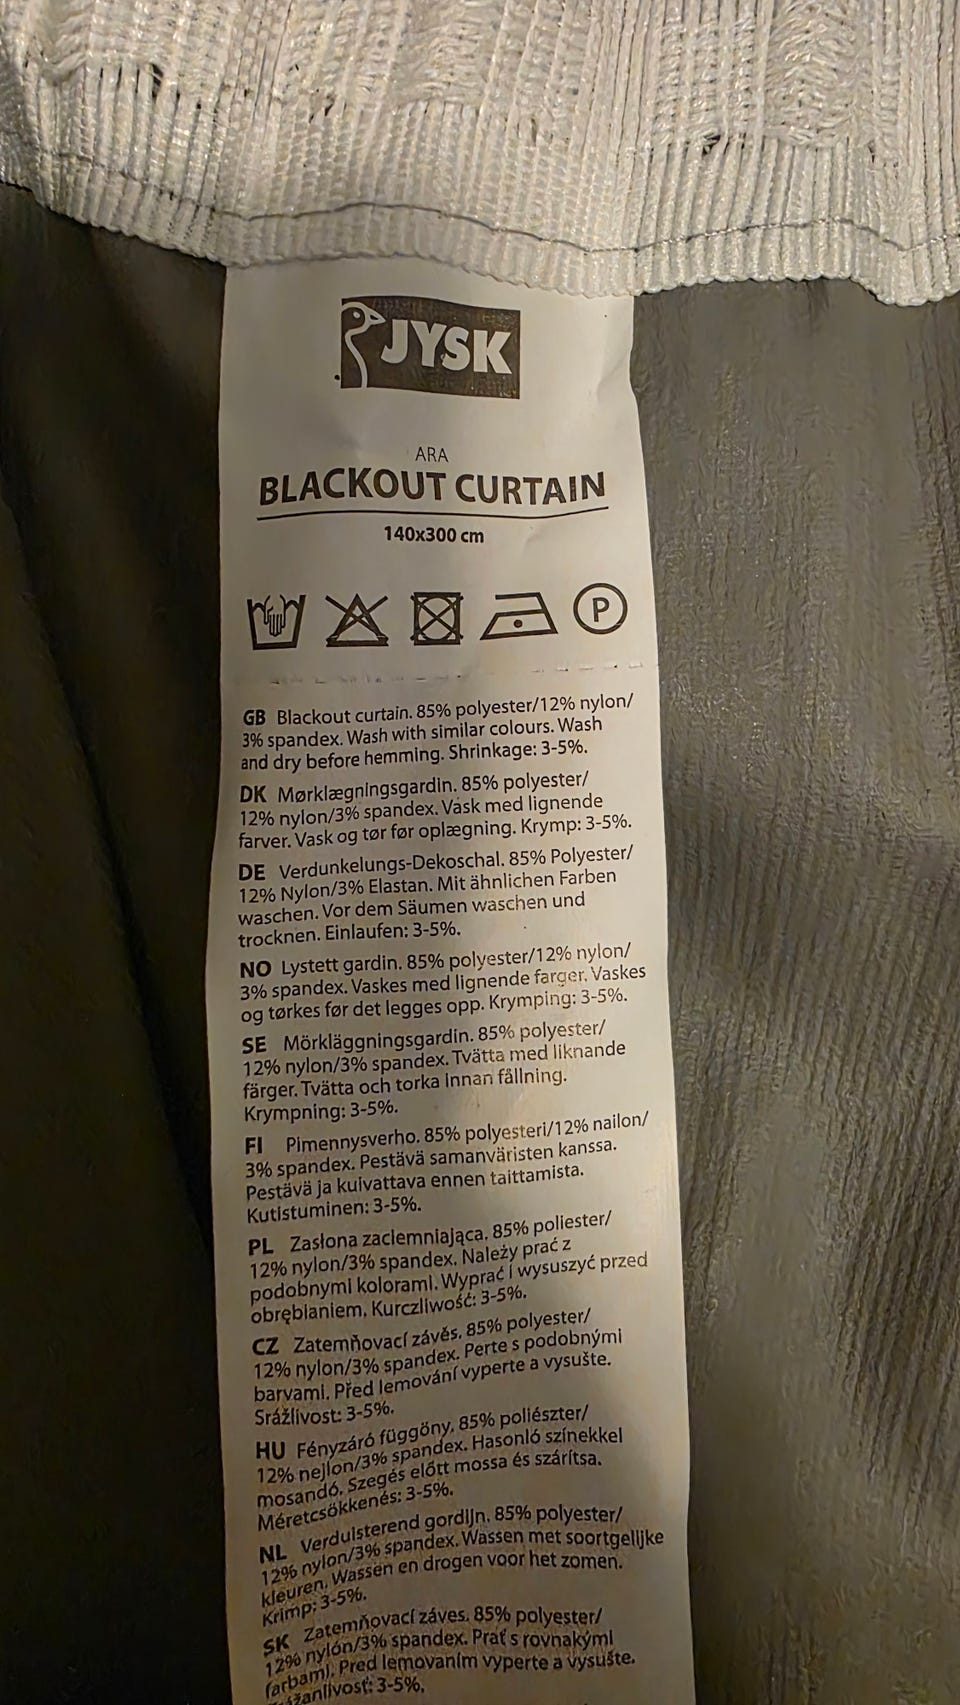 JYSK
ARA
BLACKOUT CURTAIN
140x300 cm
P
GB Blackout curtain. 85% polyester/12% nylon/
3% spandex. Wash with similar colours. Wash
and dry before hemming. Shrinkage: 3-5%.
DK Mørklægningsgardin. 85% polyester/
12% nylon/3% spandex. Vask med lignende
farver. Vask og tør før oplægning. Krymp: 3-5%.
DE Verdunkelungs-Dekoschal. 85% Polyester/
12% Nylon/3% Elastan. Mit ähnlichen Farben
waschen. Vor dem Säumen waschen und
trocknen. Einlaufen: 3-5%.
NO Lystett gardin. 85% polyester/12% nylon/
3% spandex. Vaskes med lignende farger. Vaskes
og tørkes før det legges opp. Krymping: 3-5%.
SE Mörkläggningsgardin. 85% polyester/
12% nylon/3% spandex. Tvätta med liknande
färger. Tvätta och torka innan fållning.
Krympning: 3-5%.
FI Pimennysverho. 85% polyesteri/12% nailon/
3% spandex. Pestävä samanväristen kanssa.
Pestävä ja kuivattava ennen taittamista.
Kutistuminen: 3-5%.
PL Zasłona zaciemniająca. 85% poliester/
12% nylon/3% spandex. Należy prać z
podobnymi kolorami. Wyprać i wysuszyć przed
obrębianiem. Kurczliwość: 3-5%.
CZ Zatemňovací závěs. 85% polyester/
12% nylon/3% spandex. Perte s podobnými
barvami. Před lemování vyperte a vysušte.
Srážlivost: 3-5%.
HU Fényzáró függöny. 85% poliészter/
12% nejlon/3% spandex. Hasonló színekkel
mosandó. Szegés előtt mossa és szárítsa.
Méretcsökkenés: 3-5%.
NL Verduisterend gordijn. 85% polyester/
12% nylon/3% spandex. Wassen met soortgelijke
kleuren. Wassen en drogen voor het zomen.
Krimp: 3-5%.
SK Zatemňovací záves. 85% polyester/
12% nylón/3% spandex. Prať s rovnakými
farbami. Pred lemovaním vyperte a vysušte.
3-5%.